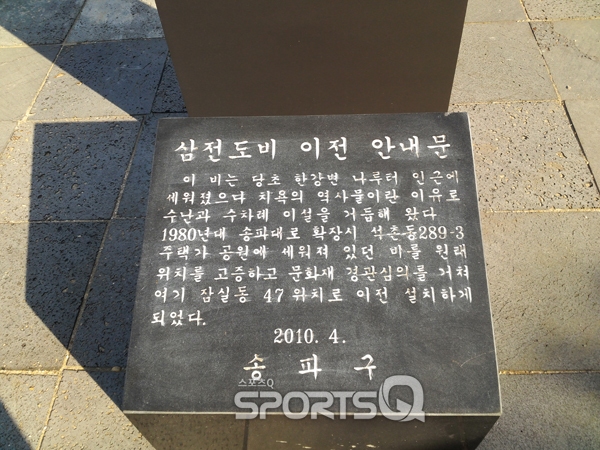 삼전도비 이전 안내문
이 비는 당초 한강변 나루터 인근에
세워졌으나 치욕의 역사물이란 이유로
수난과 수차례 이설을 거듭해 왔다
1980년대 송파대로 확장시 석촌동289-3
주택가 공원에 세워져 있던 바를 원래
위치를 고증하고 문화재 경관심의를 거쳐
여기 잠실동 47 위치로 이전 설치하게
되었다.
2010. 4.
송 파 구
스포츠Q
SPORTSQ